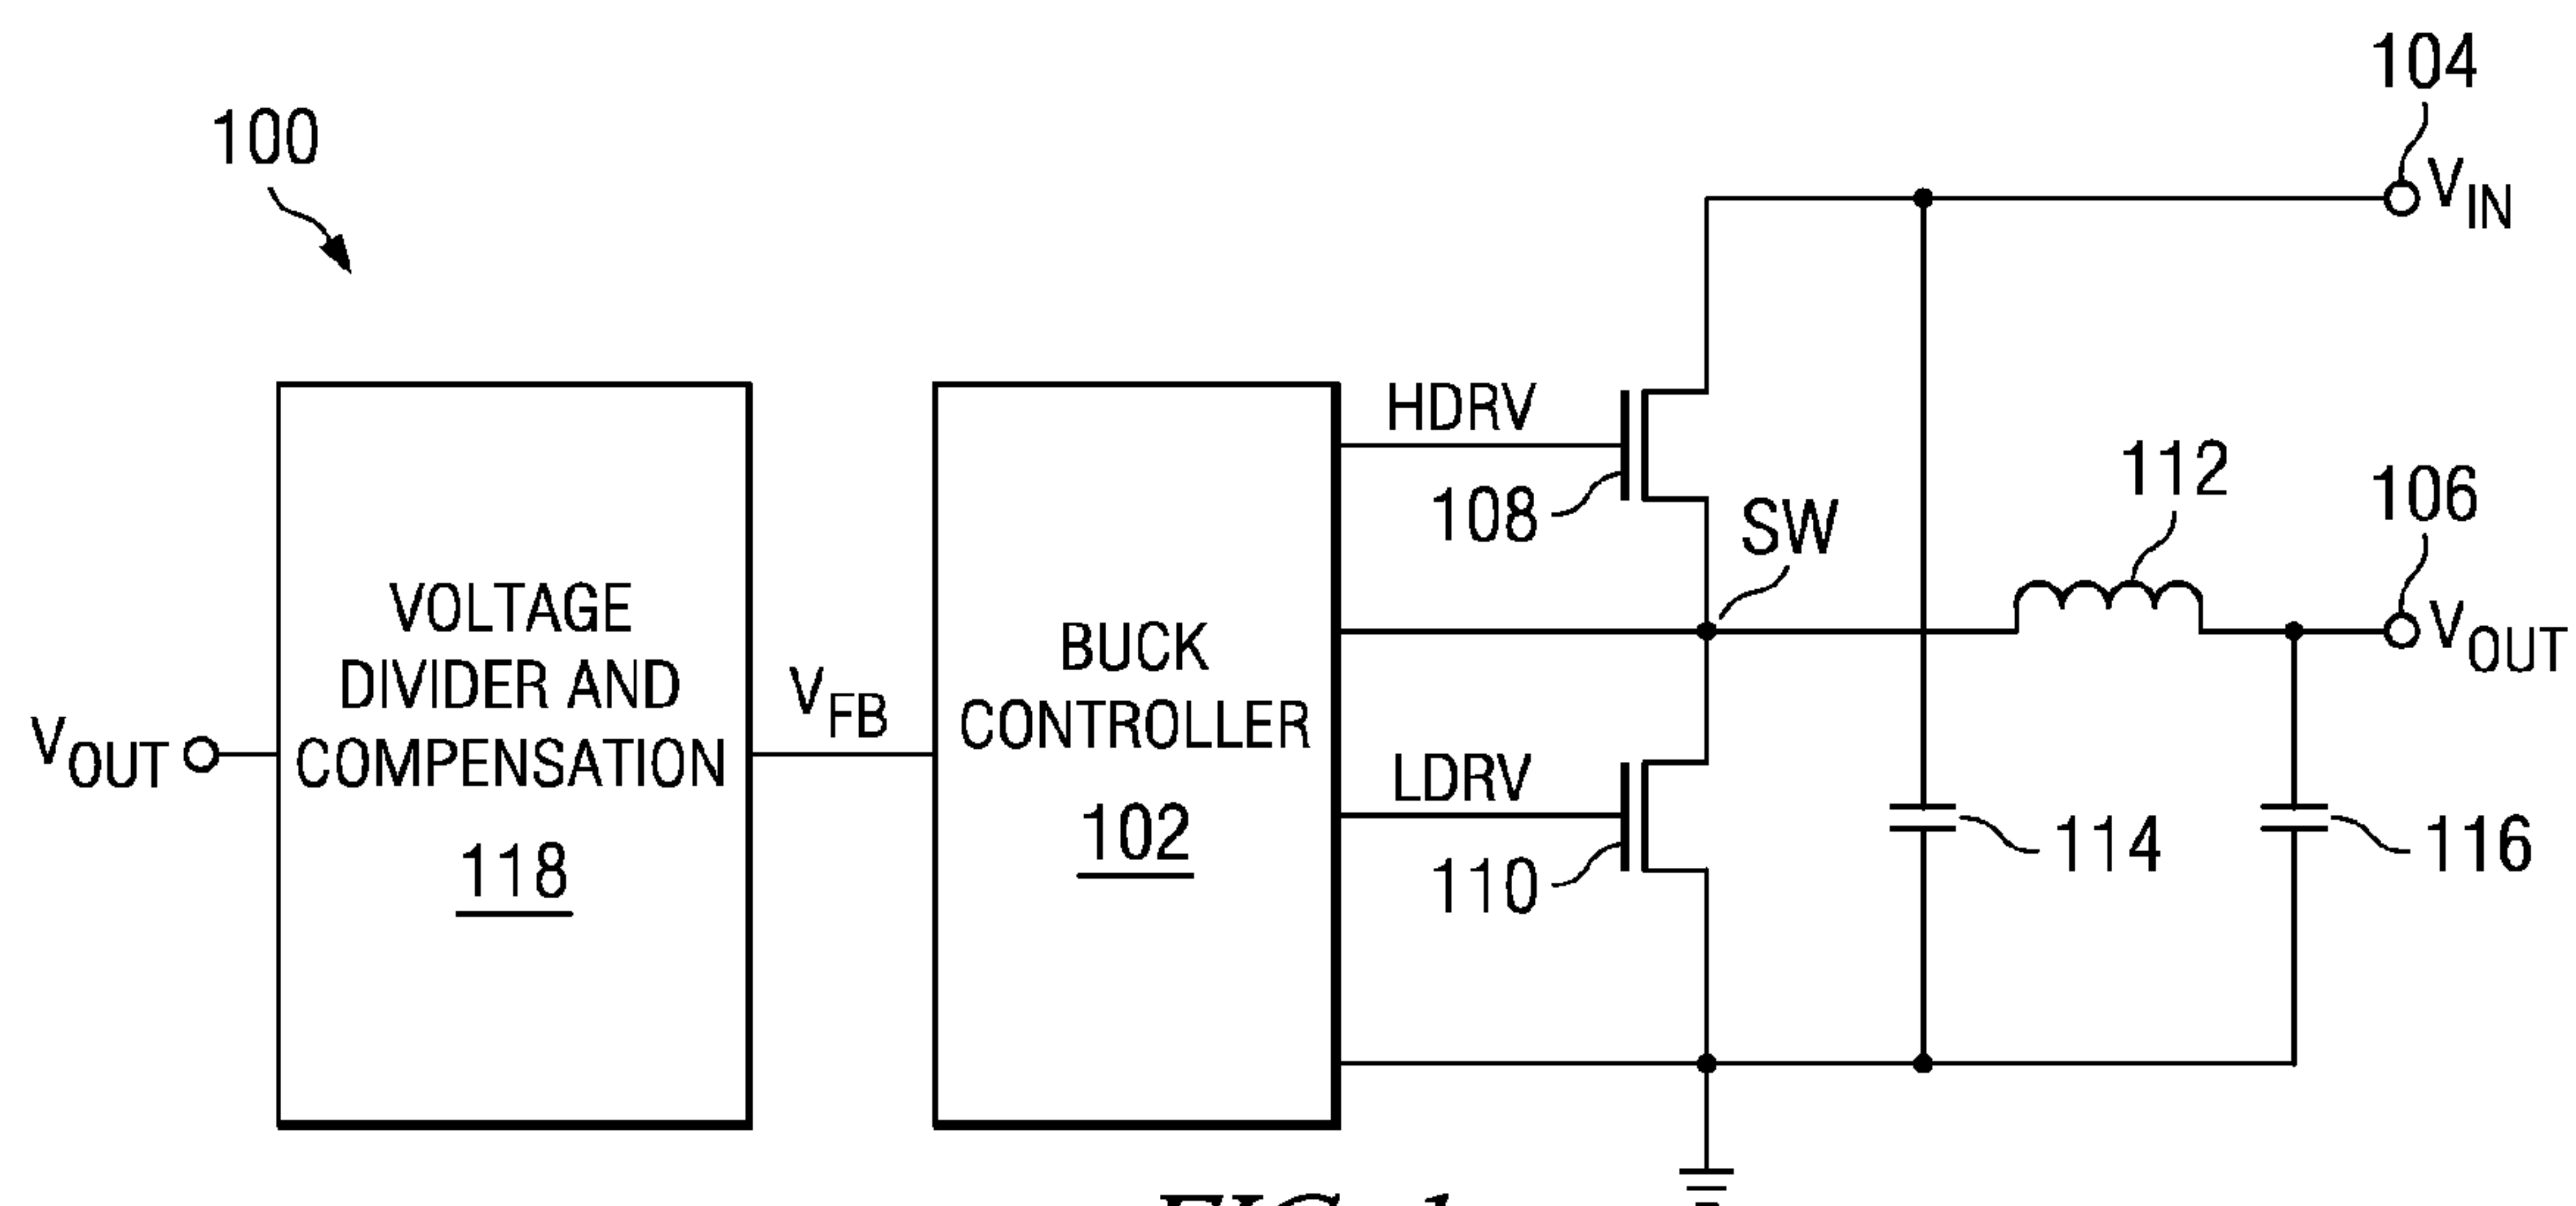 104
100
VIN
HDRV
112
106
108
SW
VOLTAGE
DIVIDER AND
COMPENSATION
118
VOUT
VFB
BUCK
CONTROLLER
102
VOUT
LDRV
110
114
116